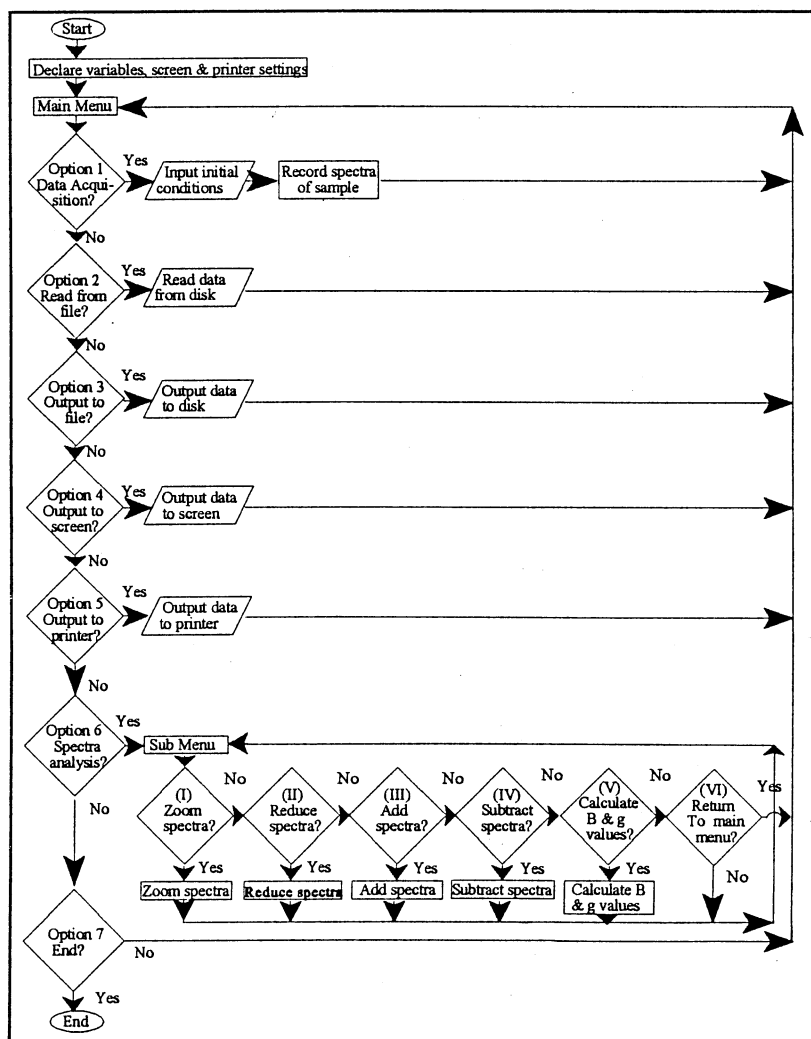 Start
Declare variables, screen & printer settings
Main Menu
Option 1
Data Acqui-
sition?
Yes
Input initial
conditions
Record spectra
of sample
No
Option 2
Read from
file?
Yes
Read data
from disk
No
Option 3
Output to
file?
Yes
Output data
to disk
No
Option 4
Output to
screen?
Yes
Output data
to screen
No
Option 5
Output to
printer?
Yes
Output data
to printer
No
Option 6
Spectra
analysis?
Yes
Sub Menu
No
(I)
Zoom
spectra?
No
(II)
Reduce
spectra?
No
(III)
Add
spectra?
No
(IV)
Subtract
spectra?
No
(V)
Calculate
B & g
values?
No
(VI)
Return
To main
menu?
Yes
Yes
Zoom spectra
Yes
Reduce spectra
Yes
Add spectra
Yes
Subtract spectra
Yes
Calculate B
& g values
No
Option 7
End?
No
Yes
End